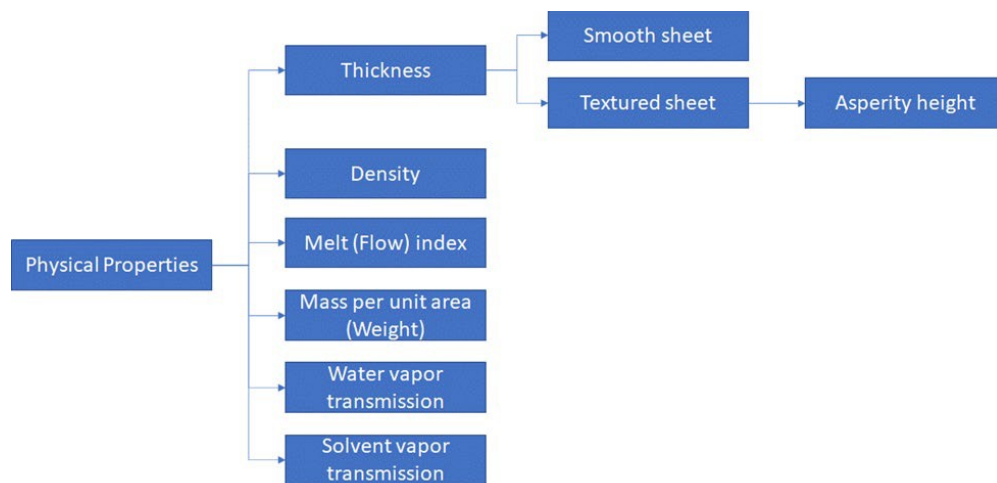 Smooth sheet
Thickness
Textured sheet
Asperity height
Density
Melt (Flow) index
Physical Properties
Mass per unit area
(Weight)
Water vapor
transmission
Solvent vapor
transmission